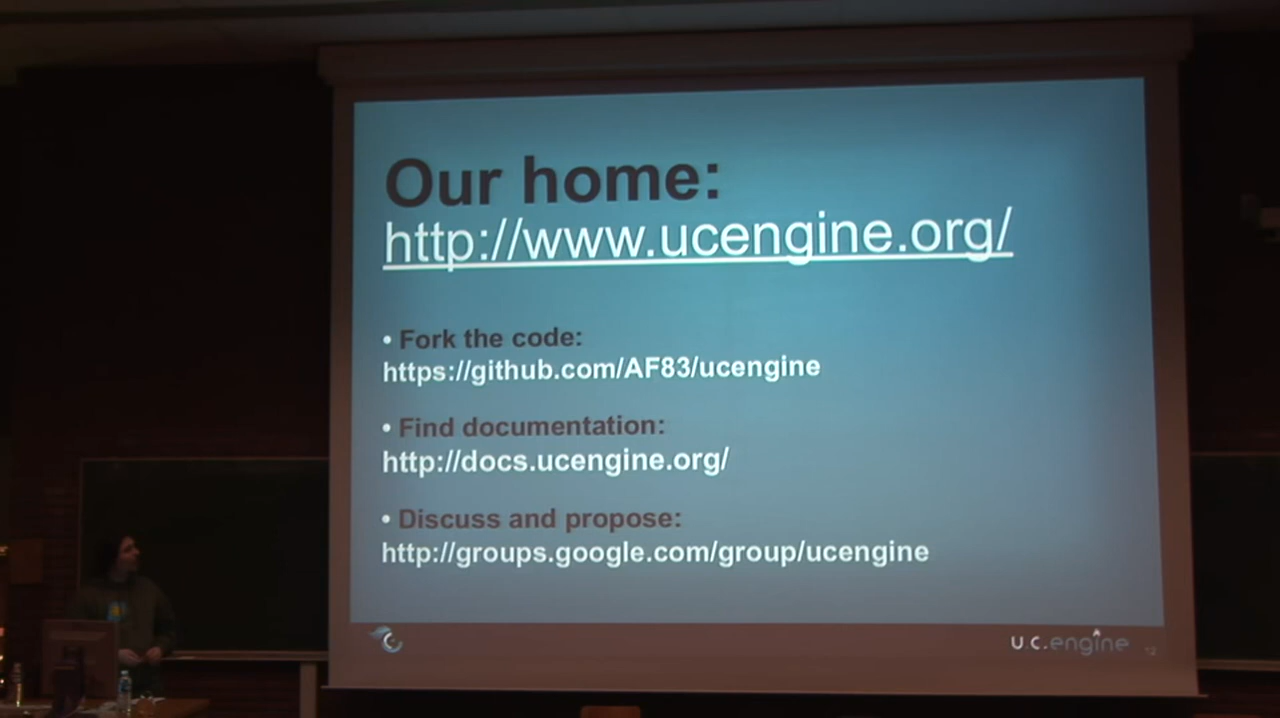 Our home:
http://www.ucengine.org/
• Fork the code:
https://github.com/AF83/ucengine
• Find documentation:
http://docs.ucengine.org/
• Discuss and propose:
http://groups.google.com/group/ucengine
u.c.engine
12